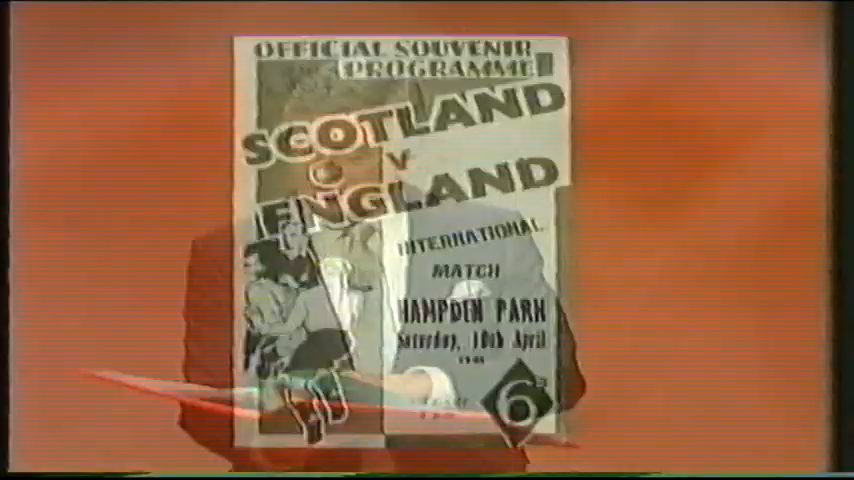 OFFICIAL SOUVENIR
PROGRAMME
SCOTLAND
V
ENGLAND
INTERNATIONAL
MATCH
HAMPDEN PARK
Saturday, 10th April
6D